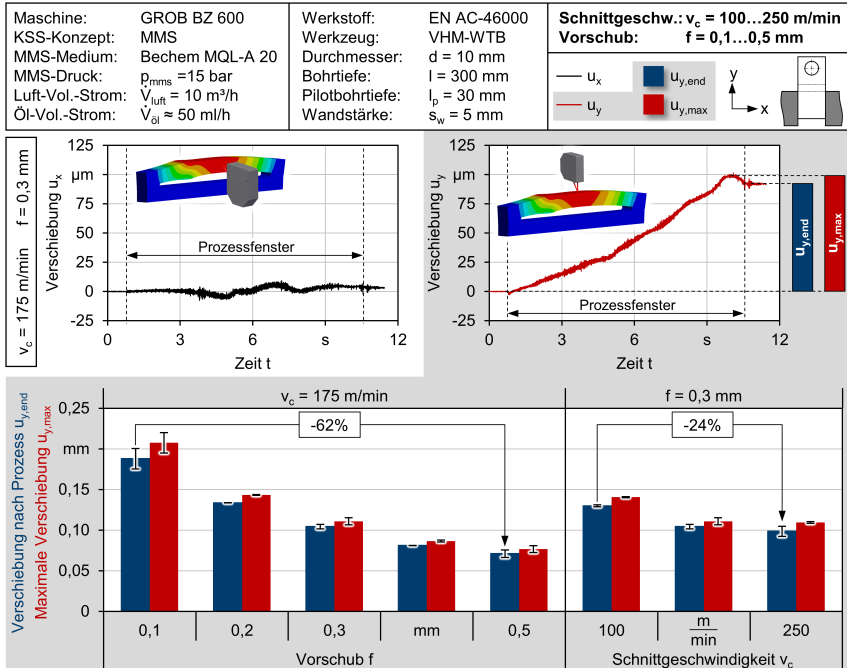 Maschine: GROB BZ 600
KSS-Konzept: MMS
MMS-Medium: Bechem MQL-A 20
MMS-Druck: pmms =15 bar
Luft-Vol.-Strom: V̇luft = 10 m³/h
Öl-Vol.-Strom: V̇öl ≈ 50 ml/h
Werkstoff: EN AC-46000
Werkzeug: VHM-WTB
Durchmesser: d = 10 mm
Bohrtiefe: l = 300 mm
Pilotbohrtiefe: lp = 30 mm
Wandstärke: sw = 5 mm
Schnittgeschw.: vc = 100...250 m/min
Vorschub: f = 0,1...0,5 mm
ux uy,end
uy uy,max
y
x
vc = 175 m/min f = 0,3 mm
Verschiebung ux
125
µm
75
50
25
0
-25
Prozessfenster
0 3 6 s 12
Zeit t
Verschiebung uy
125
µm
75
50
25
0
-25
Prozessfenster
0 3 6 s 12
Zeit t
uy,end
uy,max
vc = 175 m/min f = 0,3 mm
Verschiebung nach Prozess uy,end
Maximale Verschiebung uy,max
0,25
mm
0,15
0,10
0,05
0
-62%
-24%
0,1 0,2 0,3 mm 0,5 100 m/min 250
Vorschub f Schnittgeschwindigkeit vc